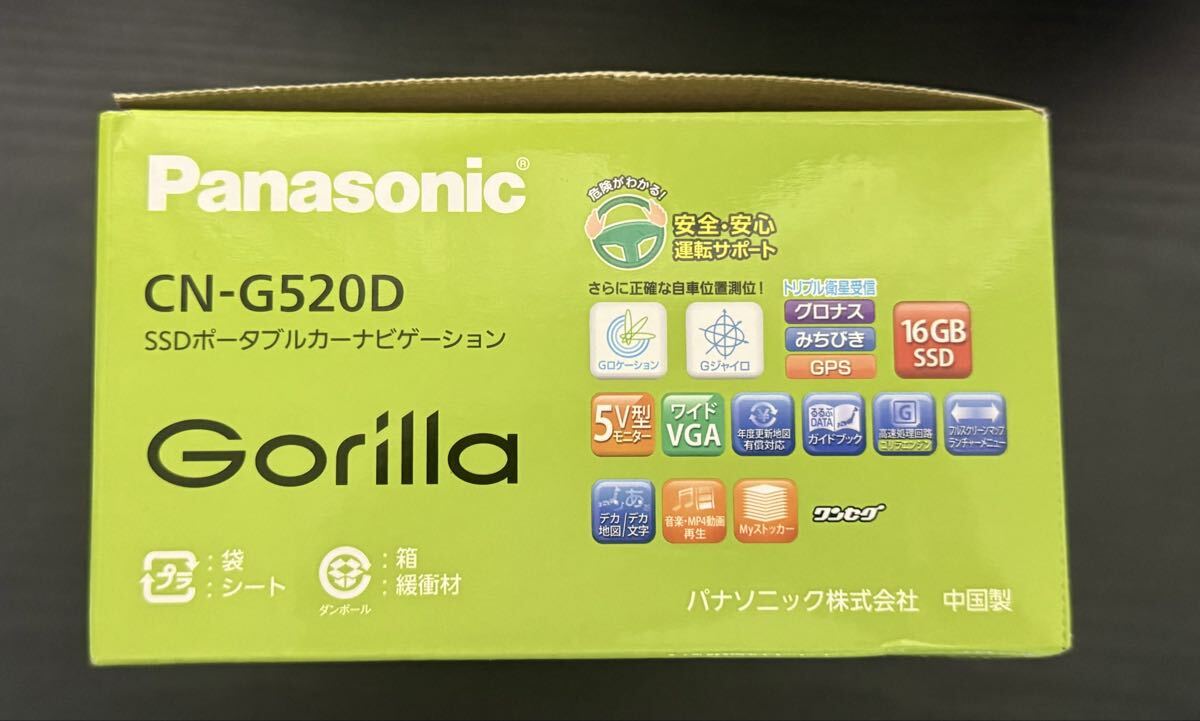 Panasonic®
CN-G520D
SSDポータブルカーナビゲーション
Gorilla
プラ
：袋
：シート
ダンボール
：箱
：緩衝材
危険がわかる!
安全・安心
運転サポート
さらに正確な自車位置測位!
トリプル衛星受信
Gロケーション
Gジャイロ
グロナス
みちびき
GPS
16GB
SSD
5V型
モニター
ワイド
VGA
年度更新地図
有償対応
るるぶ
DATA
ガイドブック
G
高速処理回路
ゴリラエンジン
フルスクリーンマップ
ランチャーメニュー
あ
デカ
地図
デカ
文字
音楽・MP4動画
再生
Myストッカー
ワンセグ
パナソニック株式会社 中国製